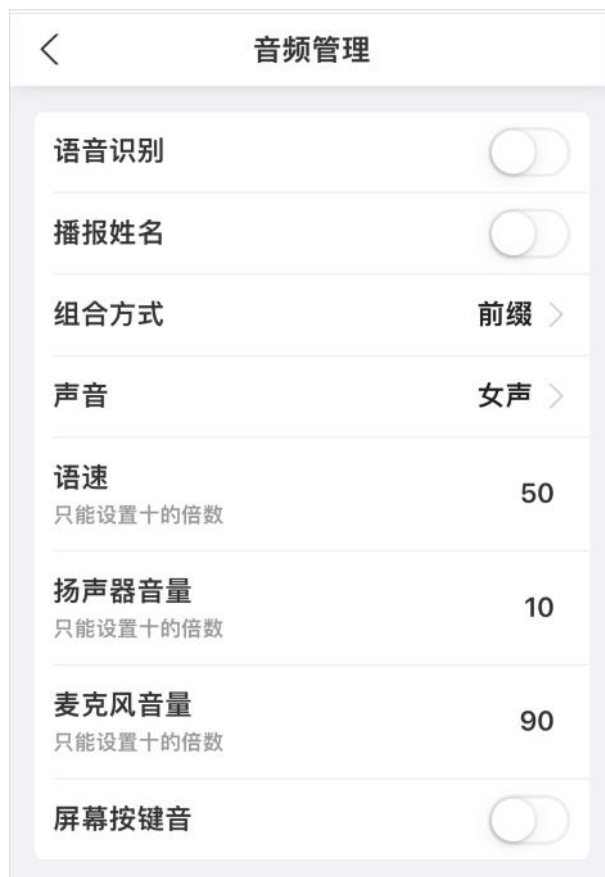 音频管理
语音识别
播报姓名
组合方式 前缀
声音 女声
语速
只能设置十的倍数
50
扬声器音量
只能设置十的倍数
10
麦克风音量
只能设置十的倍数
90
屏幕按键音